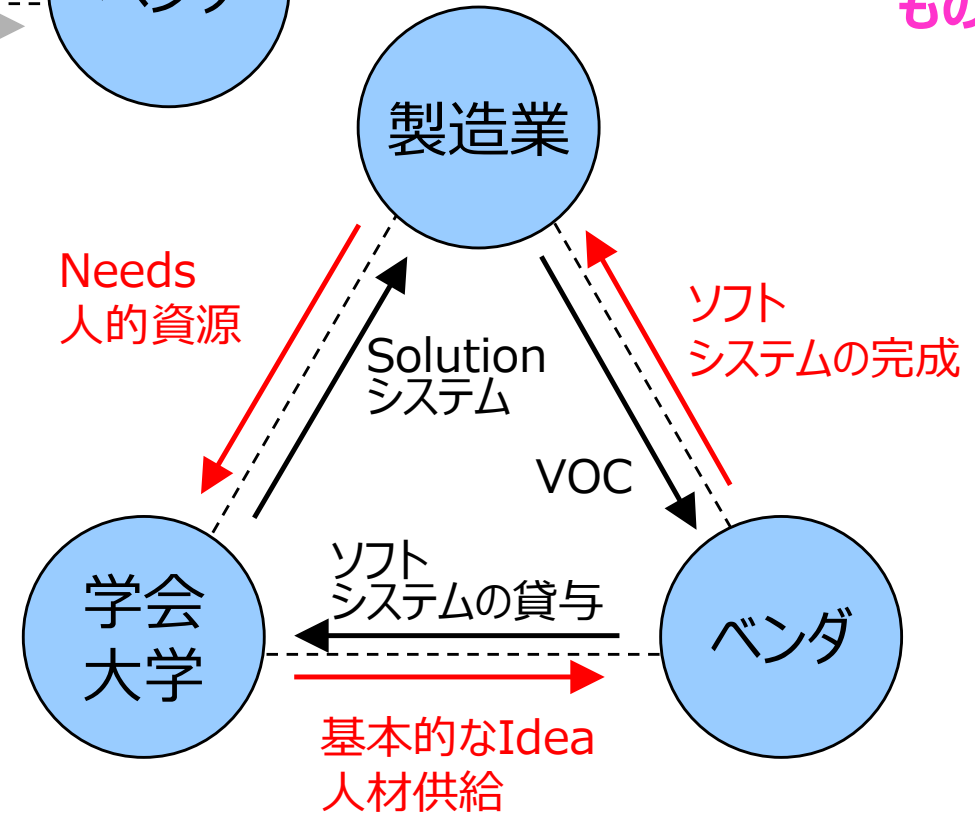 もの
製造業
Needs
人的資源
ソフト
システムの完成
Solution
システム
VOC
ソフト
システムの貸与
学会
大学
ベンダ
基本的なIdea
人材供給